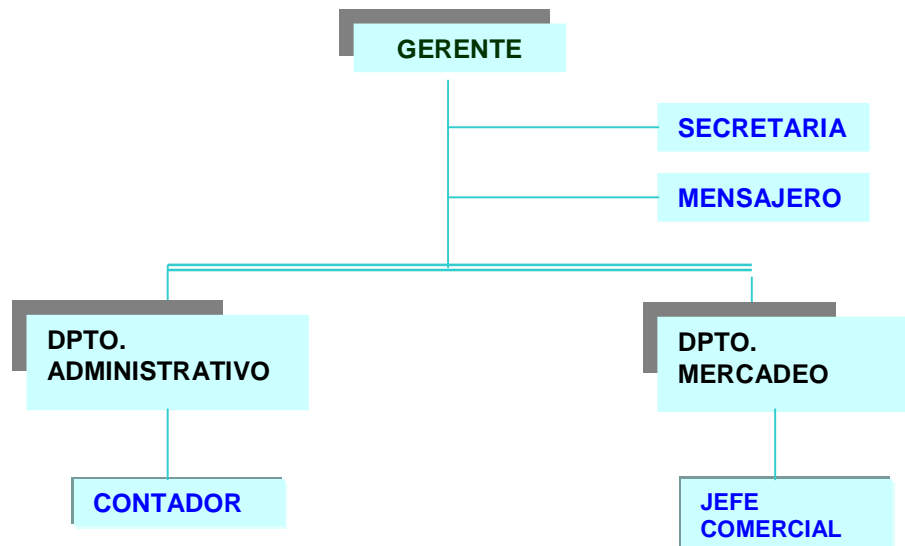 GERENTE
SECRETARIA
MENSAJERO
DPTO.
ADMINISTRATIVO
DPTO.
MERCADEO
CONTADOR
JEFE
COMERCIAL